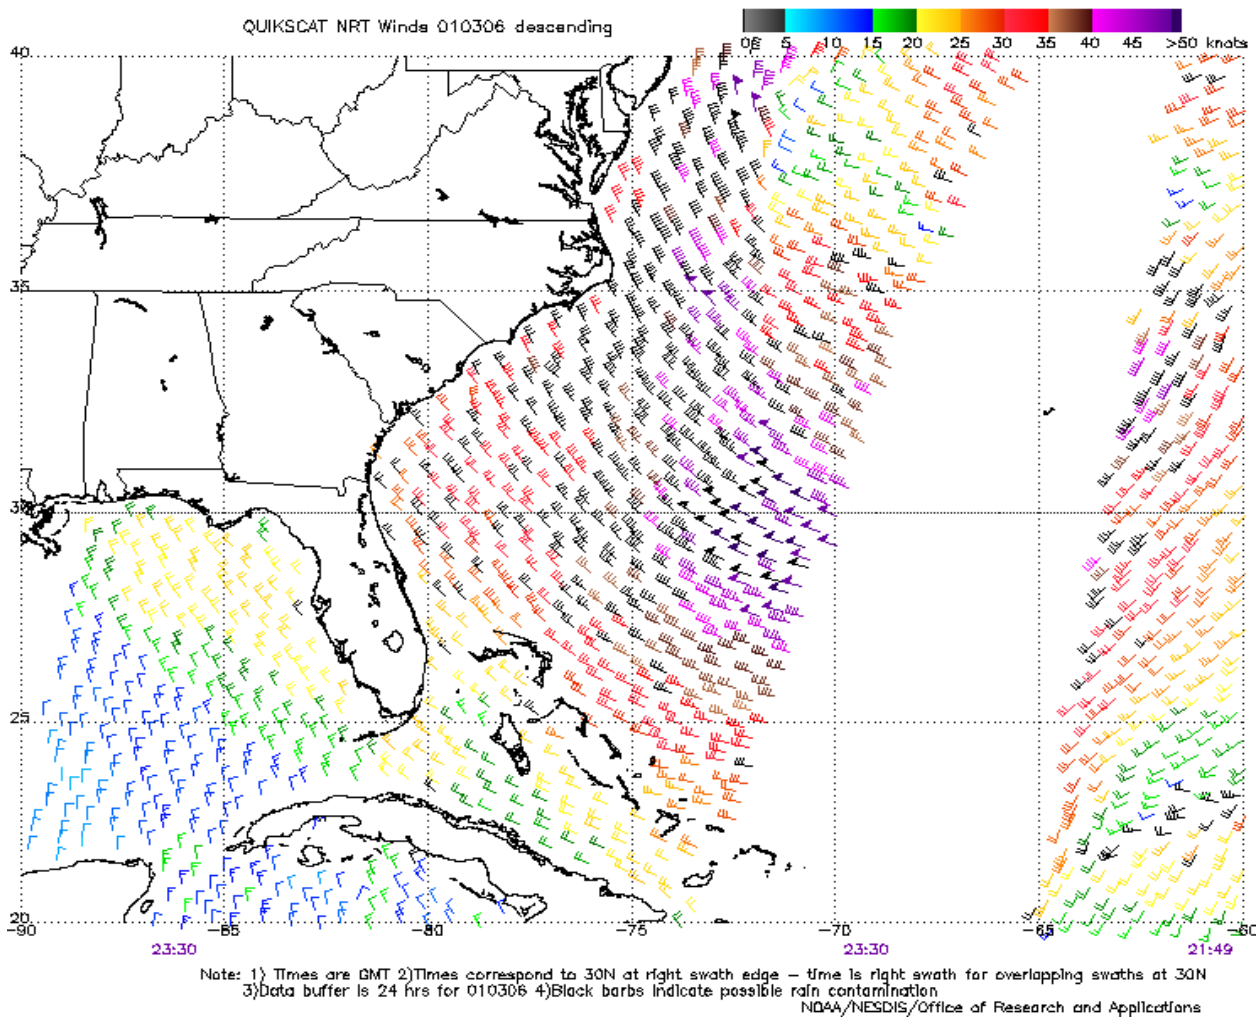 QUIKSCAT NRT Winds 010306 descending
05 5 10 15 20 25 30 35 40 45 >50 knots
40
35
30
25
20
-90 -85 -80 -75 -70 -65 -60
23:30 23:30 21:49
Note: 1) Times are GMT 2)Times correspond to 30N at right swath edge - time is right swath for overlapping swaths at 30N
3)Data buffer is 24 hrs for 010306 4)Black barbs indicate possible rain contamination
NOAA/NESDIS/Office of Research and Applications